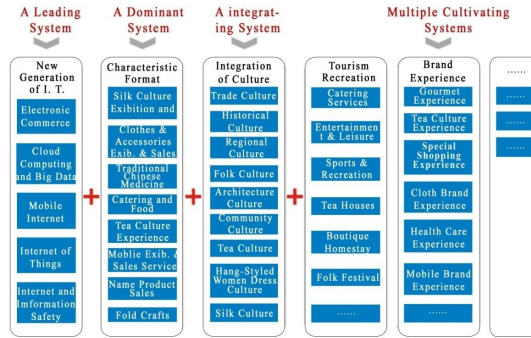 A Leading
System
A Dominant
System
A integrat-
ing System
Multiple Cultivating
Systems
New
Generation
of I. T.
Electronic
Commerce
Cloud
Computing
and Big Data
Mobile
Internet
Internet of
Things
Internet and
Information
Safety
+
Characteristic
Format
Silk Culture
Exibition and
Clothes &
Accessories
Exib. & Sales
Traditional
Chinese
Medicine
Catering and
Food
Tea Culture
Experience
Moblie Exib. &
Sales Service
Name Product
Sales
Fold Crafts
+
Integration
of Culture
Trade Culture
Historical
Culture
Regional
Culture
Folk Culture
Architecture
Culture
Community
Culture
Tea Culture
Hang-Styled
Women Dress
Culture
Silk Culture
+
Tourism
Recreation
Catering
Services
Entertainmen
t & Leisure
Sports &
Recreation
Tea Houses
Boutique
Homestay
Folk Festival
......
Brand
Experience
Gourmet
Experience
Tea Culture
Experience
Special
Shopping
Experience
Cloth Brand
Experience
Health Care
Experience
Mobile Brand
Experience
......
......
......
......
......